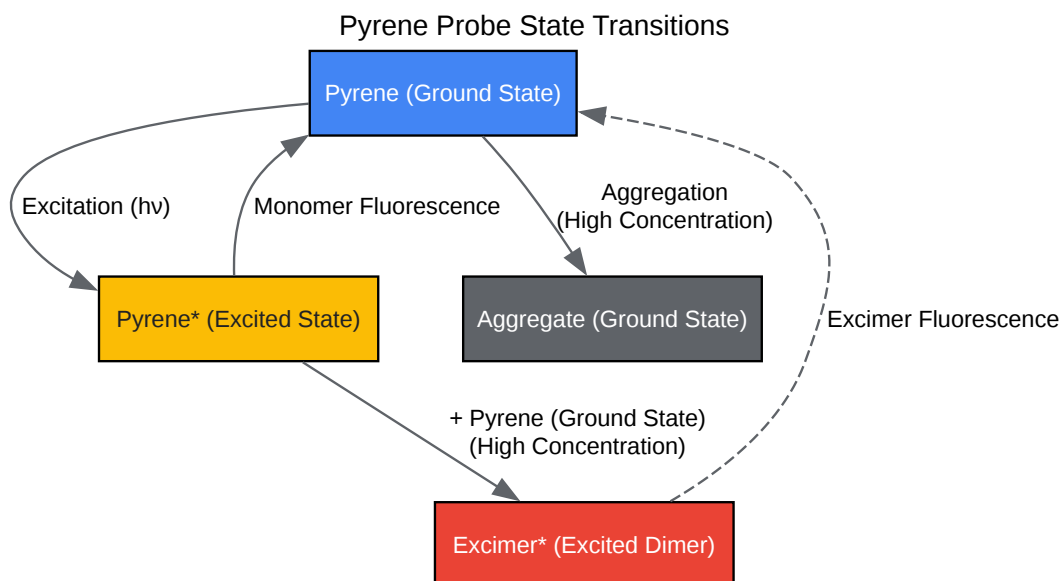 Pyrene Probe State Transitions
Pyrene (Ground State)
Excitation (hν)
Monomer Fluorescence
Aggregation
(High Concentration)
Pyrene* (Excited State)
Aggregate (Ground State)
Excimer Fluorescence
+ Pyrene (Ground State)
(High Concentration)
Excimer* (Excited Dimer)